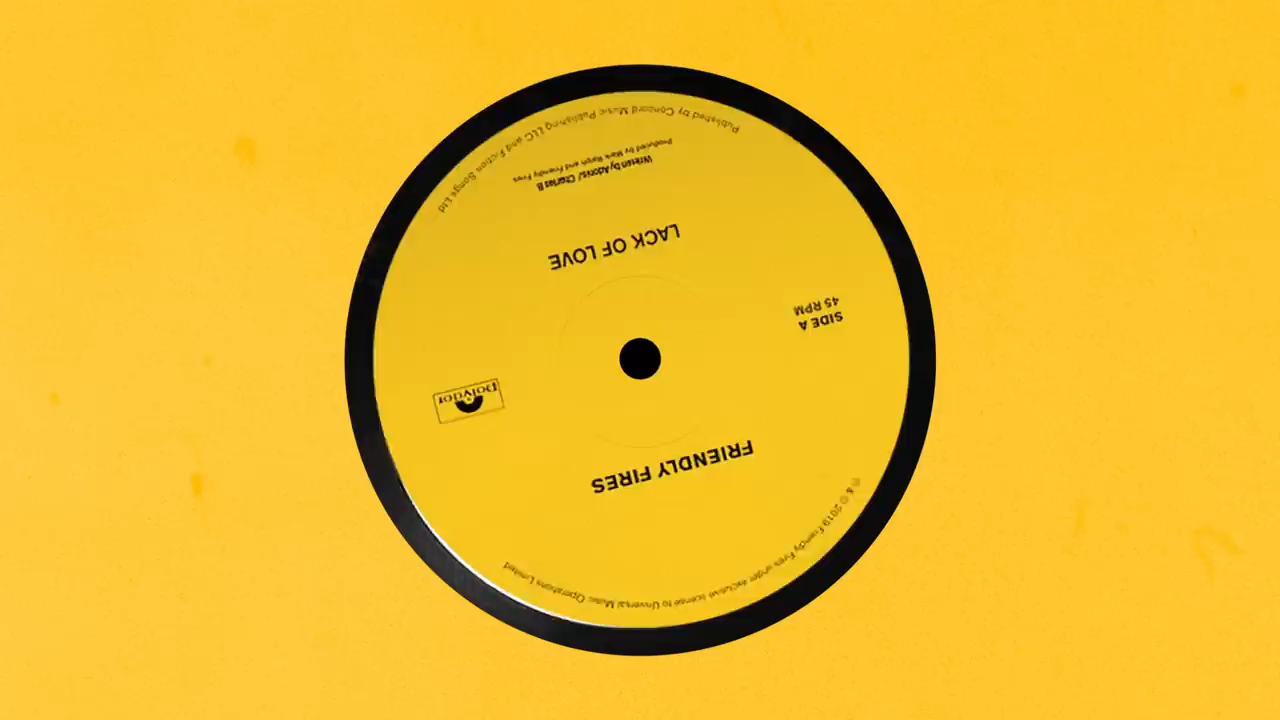 FRIENDLY FIRES
Polydor
SIDE A
45 RPM
LACK OF LOVE
Written by Adonis / Charles B
Produced by Mark Ralph and Friendly Fires
Published by Concord Music Publishing LLC and Fiction Songs Ltd
℗ & © 2019 Friendly Fires under exclusive license to Universal Music Operations Limited